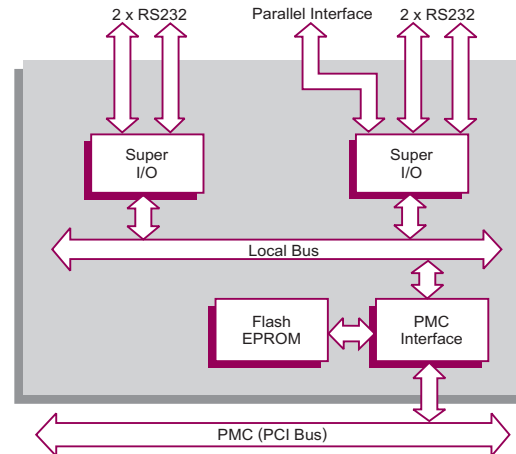 2 x RS232
Parallel Interface
2 x RS232
Super
I/O
Super
I/O
Local Bus
Flash
EPROM
PMC
Interface
PMC (PCI Bus)